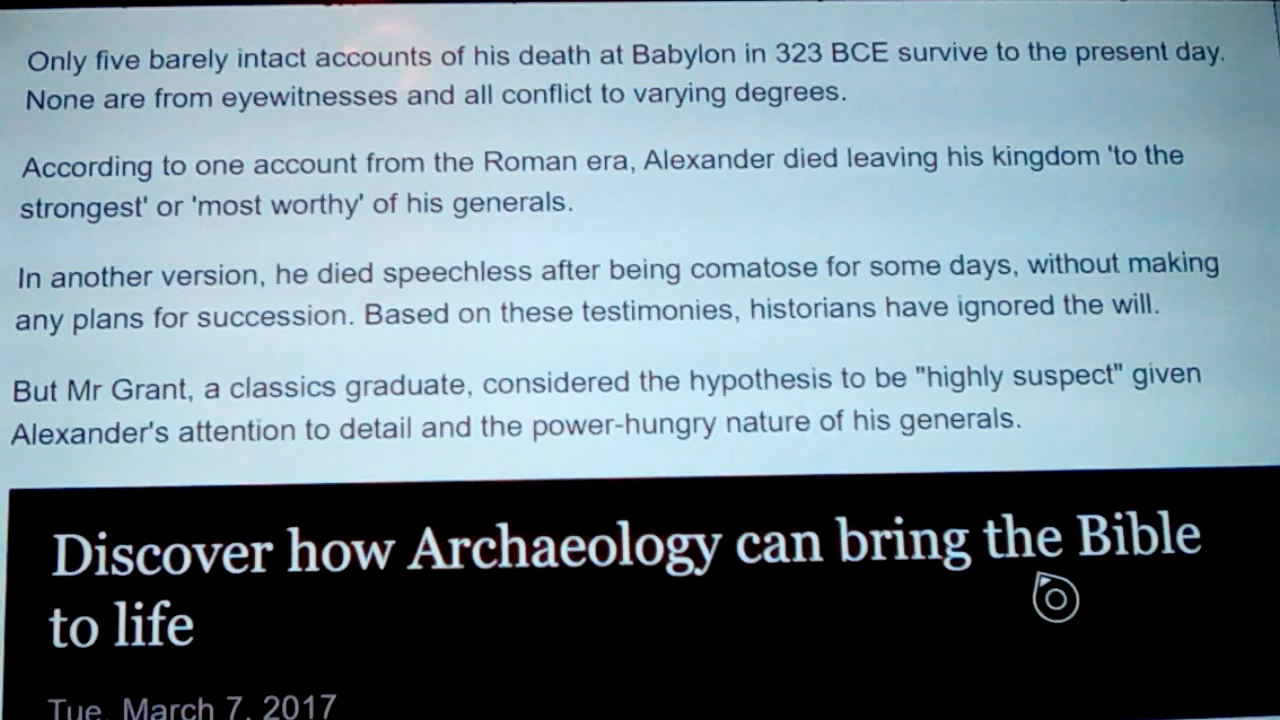 Only five barely intact accounts of his death at Babylon in 323 BCE survive to the present day.
None are from eyewitnesses and all conflict to varying degrees.
According to one account from the Roman era, Alexander died leaving his kingdom 'to the
strongest' or 'most worthy' of his generals.
In another version, he died speechless after being comatose for some days, without making
any plans for succession. Based on these testimonies, historians have ignored the will.
But Mr Grant, a classics graduate, considered the hypothesis to be "highly suspect" given
Alexander's attention to detail and the power-hungry nature of his generals.
Discover how Archaeology can bring the Bible
to life
Tue, March 7, 2017